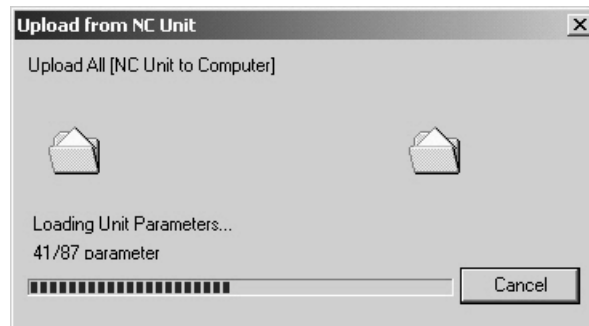 Upload from NC Unit
Upload All [NC Unit to Computer]
Loading Unit Parameters...
41/87 parameter
Cancel